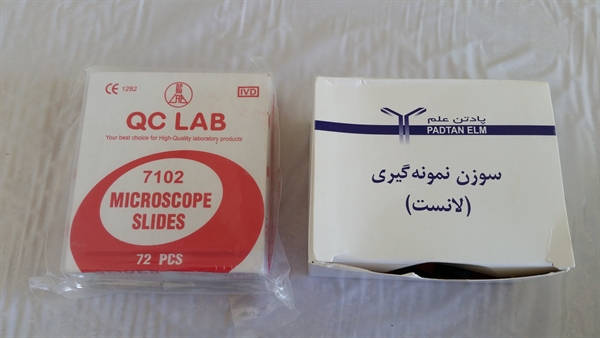 CE 1282
IVD
QC LAB
Your best choice for High-Quality laboratory products
7102
MICROSCOPE
SLIDES
72 PCS
پادتن علم
PADTAN ELM
سوزن نمونه‌گیری
(لانست)